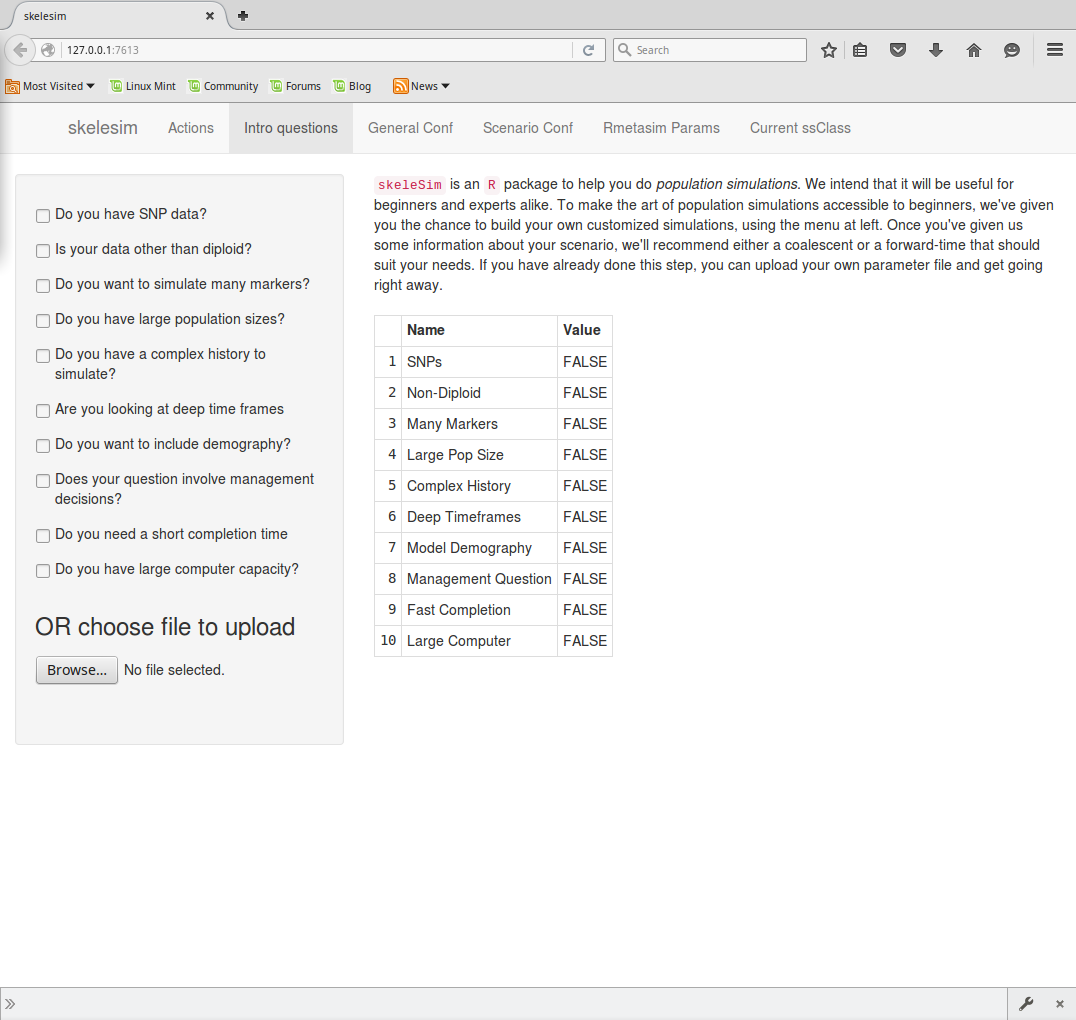 skelesim
127.0.0.1:7613
Search
Most Visited
Linux Mint
Community
Forums
Blog
News
skelesim
Actions
Intro questions
General Conf
Scenario Conf
Rmetasim Params
Current ssClass
Do you have SNP data?
Is your data other than diploid?
Do you want to simulate many markers?
Do you have large population sizes?
Do you have a complex history to
simulate?
Are you looking at deep time frames
Do you want to include demography?
Does your question involve management
decisions?
Do you need a short completion time
Do you have large computer capacity?
OR choose file to upload
Browse... No file selected.
skeleSim is an R package to help you do population simulations. We intend that it will be useful for
beginners and experts alike. To make the art of population simulations accessible to beginners, we've given
you the chance to build your own customized simulations, using the menu at left. Once you've given us
some information about your scenario, we'll recommend either a coalescent or a forward-time that should
suit your needs. If you have already done this step, you can upload your own parameter file and get going
right away.
Name Value
1 SNPs FALSE
2 Non-Diploid FALSE
3 Many Markers FALSE
4 Large Pop Size FALSE
5 Complex History FALSE
6 Deep Timeframes FALSE
7 Model Demography FALSE
8 Management Question FALSE
9 Fast Completion FALSE
10 Large Computer FALSE